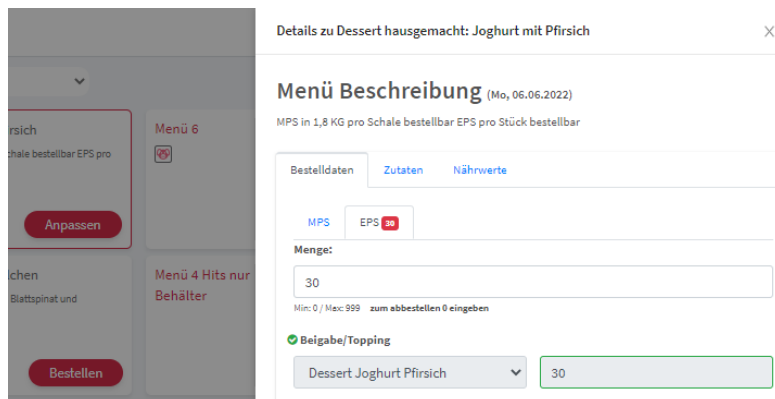 Details zu Dessert hausgemacht: Joghurt mit Pfirsich
Menü Beschreibung (Mo, 06.06.2022)
MPS in 1,8 KG pro Schale bestellbar EPS pro Stück bestellbar
Bestelldaten Zutaten Nährwerte
MPS EPS 30
Menge:
30
Min: 0 / Max: 999 zum abbestellen 0 eingeben
Beigabe/Topping
Dessert Joghurt Pfirsich 30
rsich
chale bestellbar EPS pro
Anpassen
Menü 6
lchen
Blattspinat und
Bestellen
Menü 4 Hits nur
Behälter